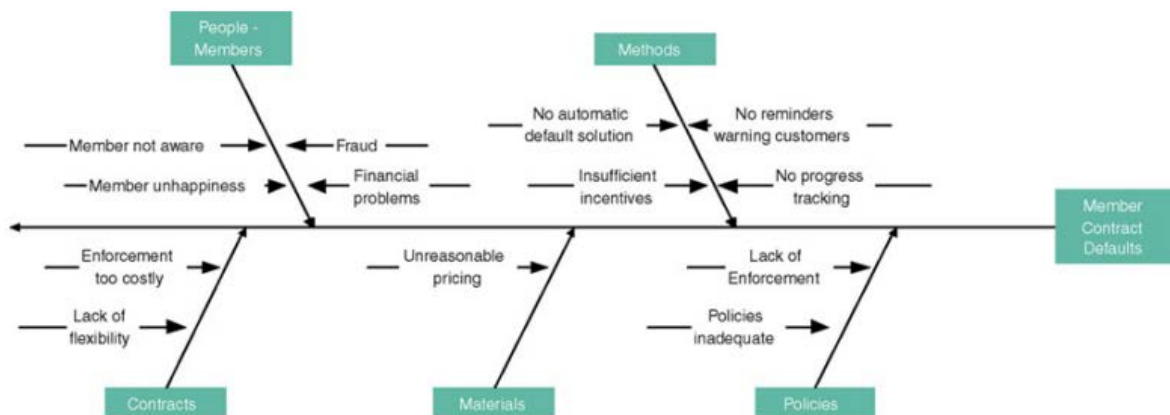 People -
Members
Methods
No automatic
default solution
No reminders
warning customers
Member not aware
Fraud
Member unhappiness
Financial
problems
Insufficient
incentives
No progress
tracking
Member
Contract
Defaults
Enforcement
too costly
Unreasonable
pricing
Lack of
Enforcement
Lack of
flexibility
Policies
inadequate
Contracts
Materials
Policies